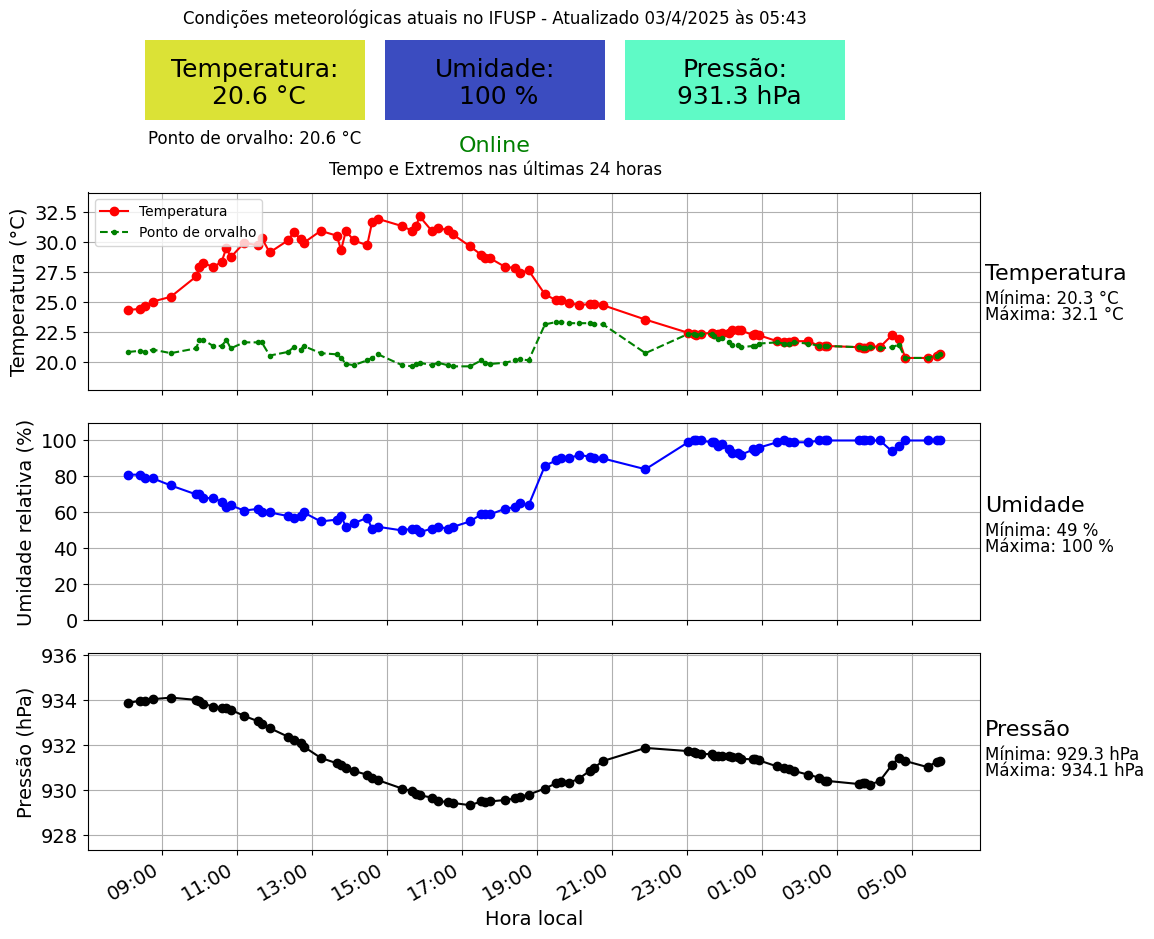 Condições meteorológicas atuais no IFUSP - Atualizado 03/4/2025 às 05:43
Temperatura:
20.6 °C
Umidade:
100 %
Pressão:
931.3 hPa
Ponto de orvalho: 20.6 °C
Online
Tempo e Extremos nas últimas 24 horas
Temperatura (°C)
32.5
30.0
27.5
25.0
22.5
20.0
Temperatura
Ponto de orvalho
Temperatura
Mínima: 20.3 °C
Máxima: 32.1 °C
Umidade relativa (%)
100
80
60
40
20
0
Umidade
Mínima: 49 %
Máxima: 100 %
Pressão (hPa)
936
934
932
930
928
Pressão
Mínima: 929.3 hPa
Máxima: 934.1 hPa
09:00 11:00 13:00 15:00 17:00 19:00 21:00 23:00 01:00 03:00 05:00
Hora local